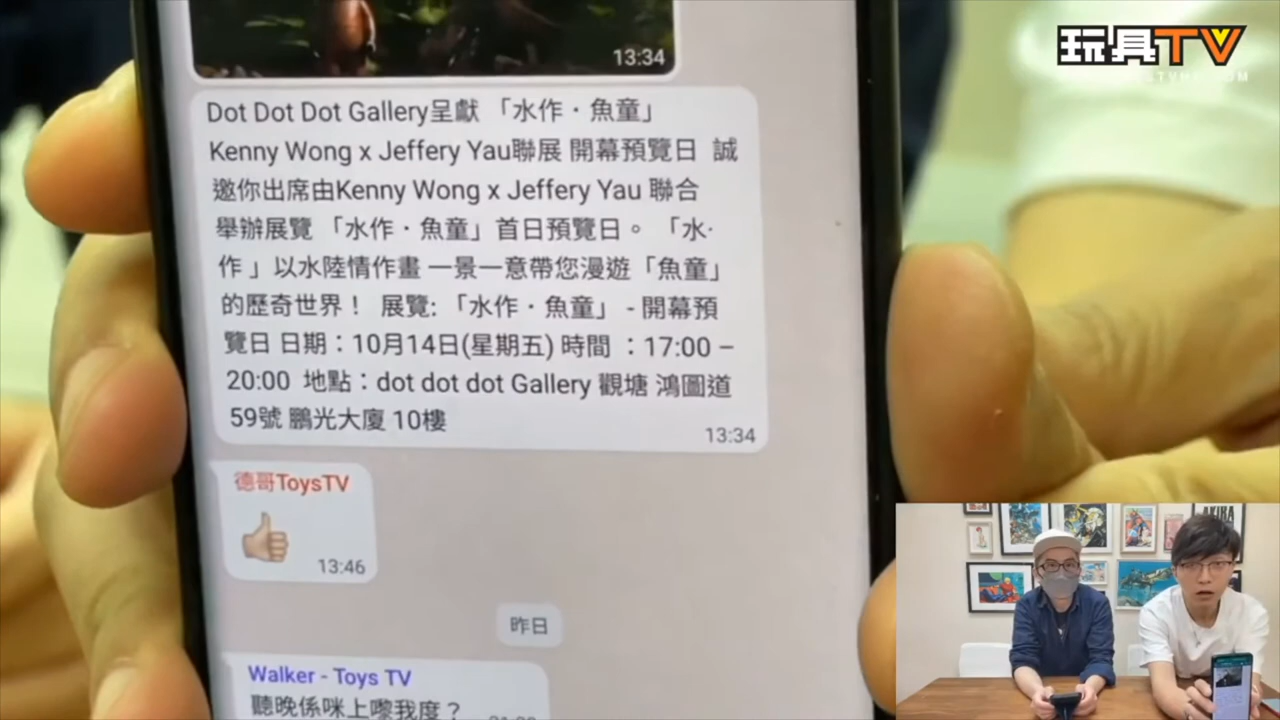 玩具TV
13:34
Dot Dot Dot Gallery呈獻 「水作・魚童」
Kenny Wong x Jeffery Yau聯展 開幕預覽日 誠
邀你出席由Kenny Wong x Jeffery Yau 聯合
舉辦展覽 「水作・魚童」首日預覽日。 「水·
作 」以水陸情作畫 一景一意帶您漫遊「魚童」
的歷奇世界！ 展覽: 「水作・魚童」 - 開幕預
覽日 日期：10月14日(星期五) 時間 ：17:00 –
20:00 地點：dot dot dot Gallery 觀塘 鴻圖道
59號 鵬光大廈 10樓
13:34
德哥ToysTV
13:46
昨日
Walker - Toys TV
聽晚係咪上嚟我度？
AKIRA